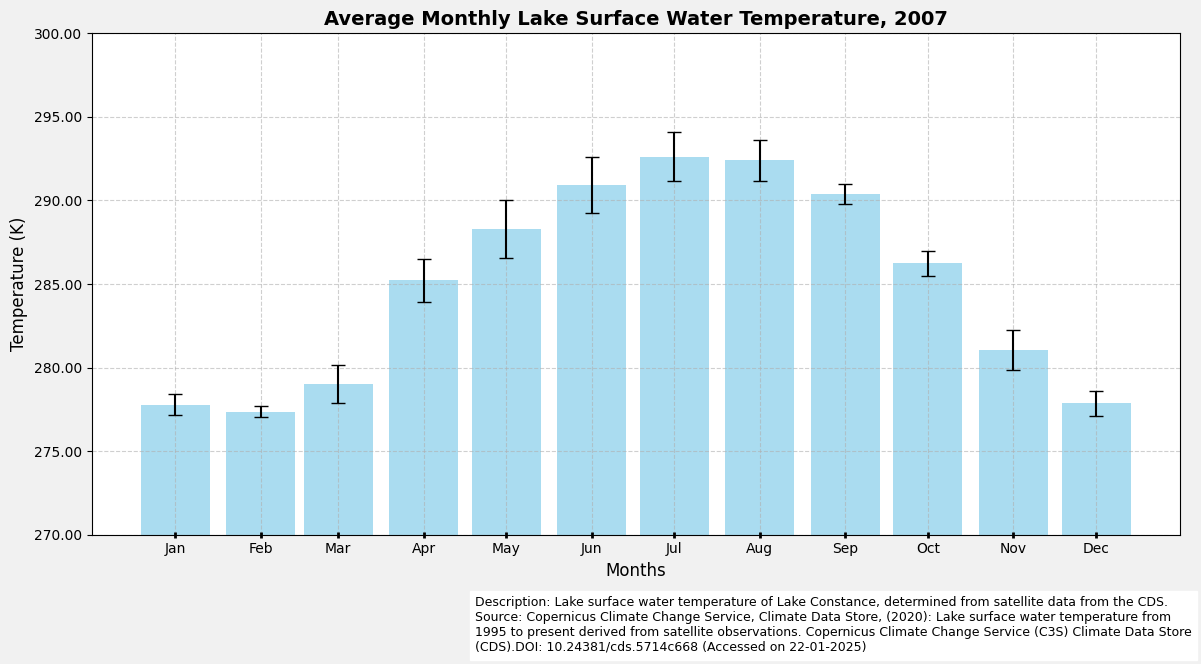 Average Monthly Lake Surface Water Temperature, 2007
Temperature (K)
300.00
295.00
290.00
285.00
280.00
275.00
270.00
Jan Feb Mar Apr May Jun Jul Aug Sep Oct Nov Dec
Months
Description: Lake surface water temperature of Lake Constance, determined from satellite data from the CDS.
Source: Copernicus Climate Change Service, Climate Data Store, (2020): Lake surface water temperature from
1995 to present derived from satellite observations. Copernicus Climate Change Service (C3S) Climate Data Store
(CDS).DOI: 10.24381/cds.5714c668 (Accessed on 22-01-2025)